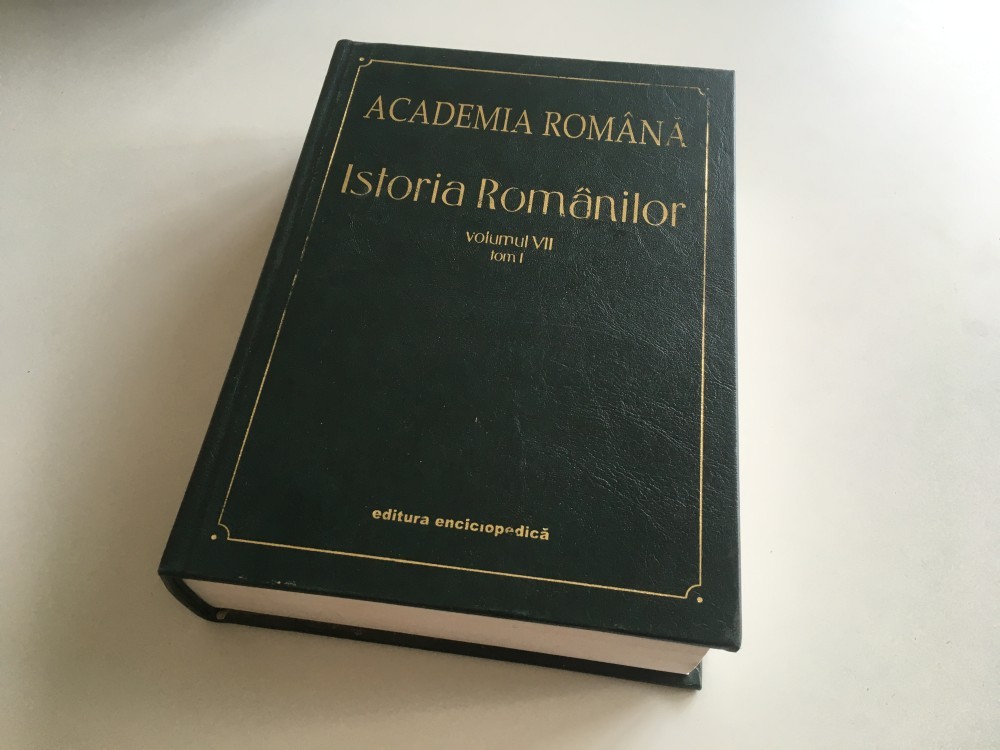 ACADEMIA ROMÂNĂ
Istoria Românilor
volumul VII
tom I
editura enciclopedică